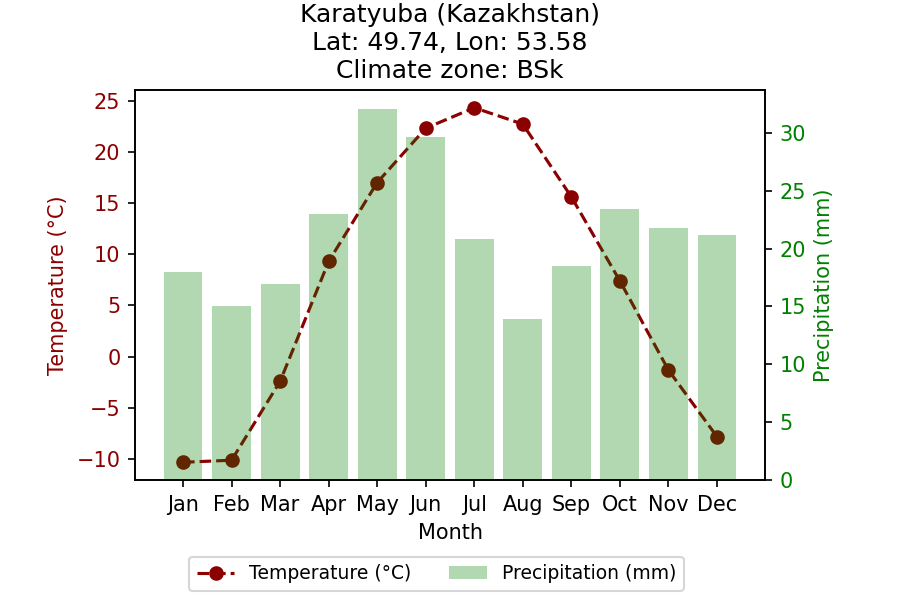 Karatyuba (Kazakhstan)
Lat: 49.74, Lon: 53.58
Climate zone: BSk
25
20
15
10
5
0
−5
−10
Temperature (°C)
30
25
20
15
10
5
0
Precipitation (mm)
Jan Feb Mar Apr May Jun Jul Aug Sep Oct Nov Dec
Month
Temperature (°C) Precipitation (mm)